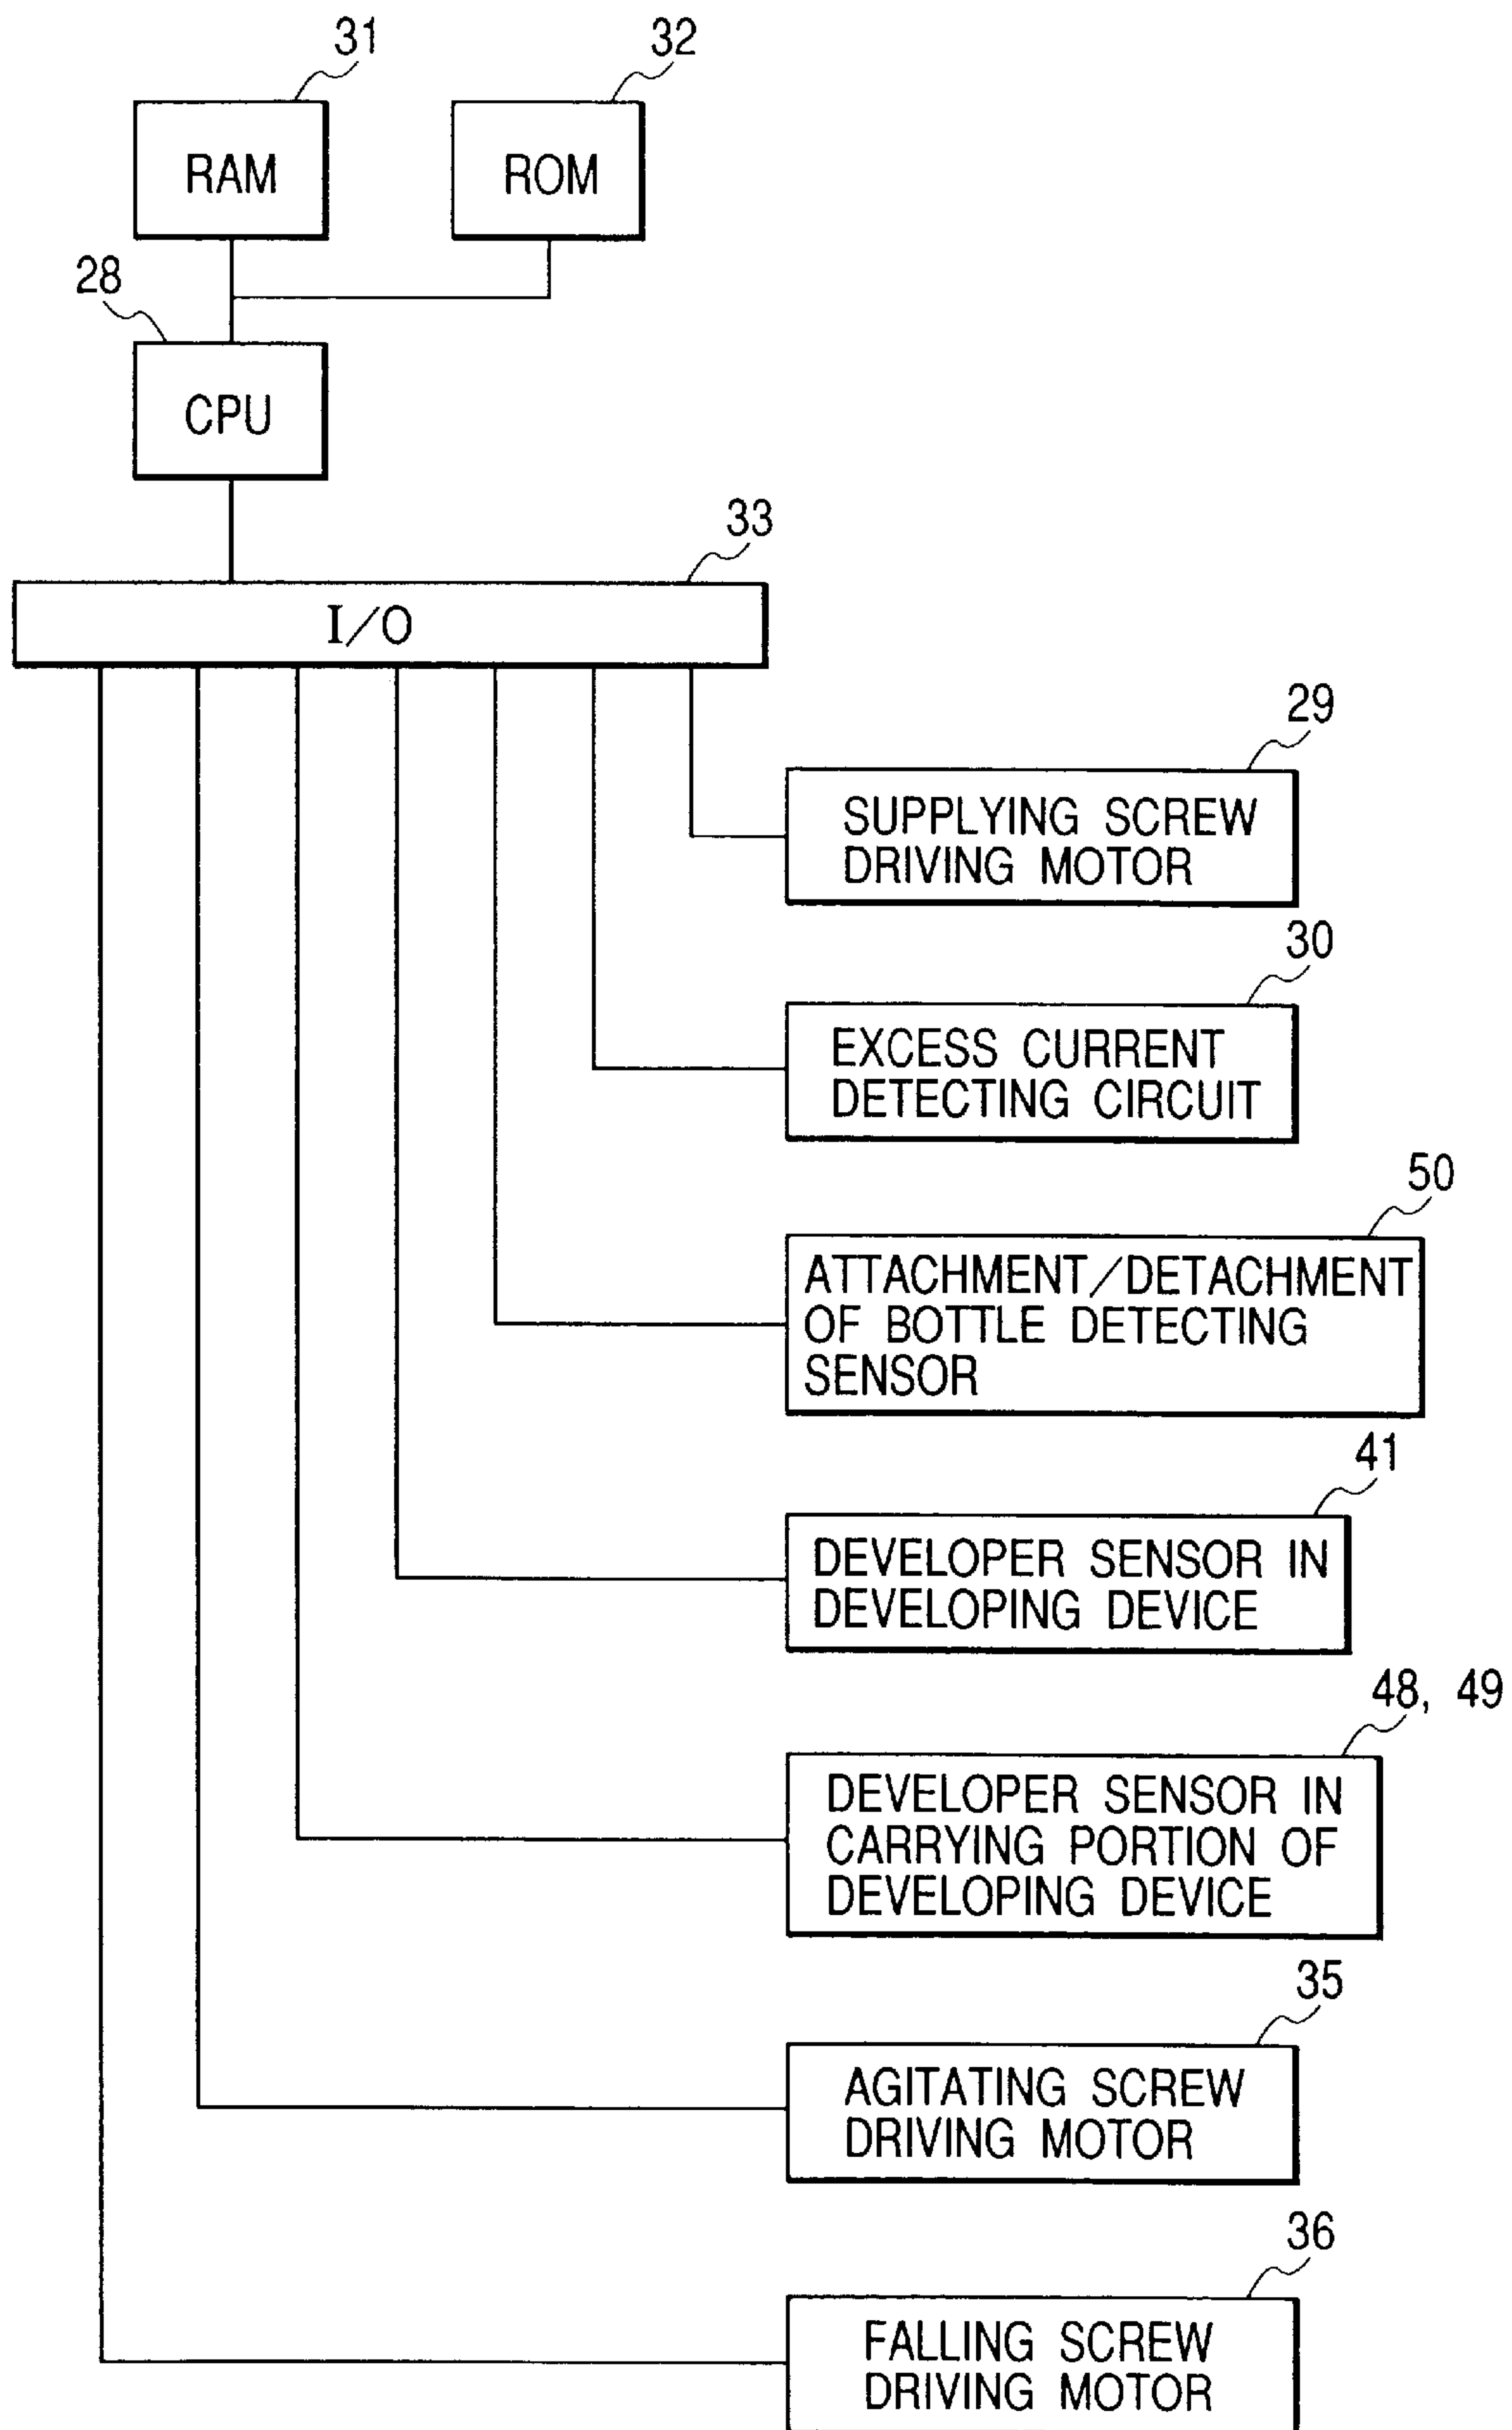 31
32
RAM
ROM
28
CPU
33
I/O
29
SUPPLYING SCREW
DRIVING MOTOR
30
EXCESS CURRENT
DETECTING CIRCUIT
50
ATTACHMENT/DETACHMENT
OF BOTTLE DETECTING
SENSOR
41
DEVELOPER SENSOR IN
DEVELOPING DEVICE
48, 49
DEVELOPER SENSOR IN
CARRYING PORTION OF
DEVELOPING DEVICE
35
AGITATING SCREW
DRIVING MOTOR
36
FALLING SCREW
DRIVING MOTOR